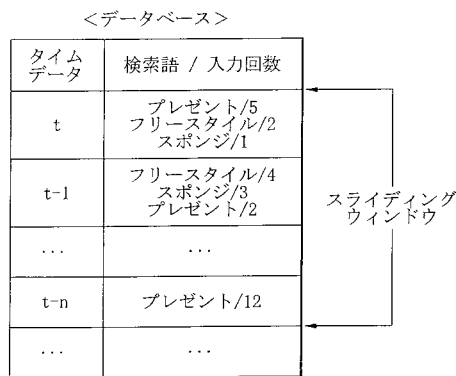 ＜データベース＞
タイム
データ
検索語 / 入力回数
t
プレゼント/5
フリースタイル/2
スポンジ/1
t-1
フリースタイル/4
スポンジ/3
プレゼント/2
...
...
t-n
プレゼント/12
...
...
スライディング
ウィンドウ